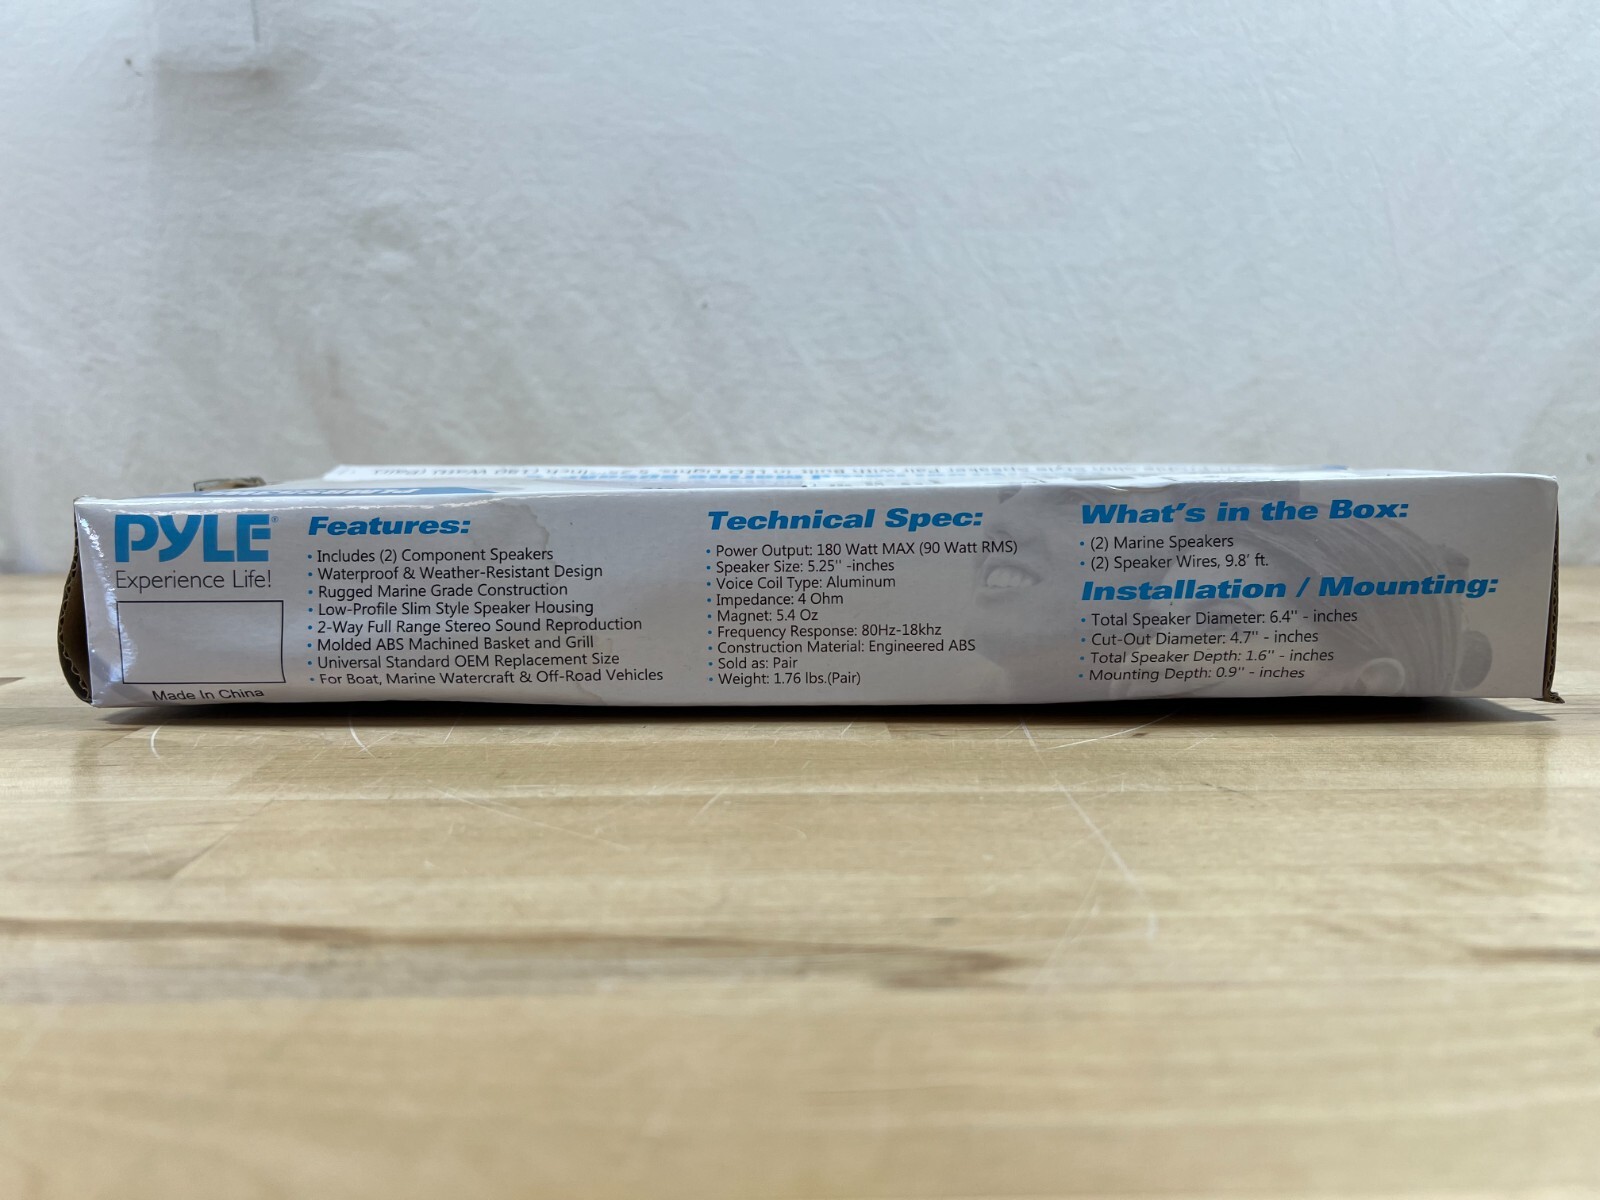 PYLE®
Experience Life!
Made In China
Features:
• Includes (2) Component Speakers
• Waterproof & Weather-Resistant Design
• Rugged Marine Grade Construction
• Low-Profile Slim Style Speaker Housing
• 2-Way Full Range Stereo Sound Reproduction
• Molded ABS Machined Basket and Grill
• Universal Standard OEM Replacement Size
• For Boat, Marine Watercraft & Off-Road Vehicles
Technical Spec:
• Power Output: 180 Watt MAX (90 Watt RMS)
• Speaker Size: 5.25'' -inches
• Voice Coil Type: Aluminum
• Impedance: 4 Ohm
• Magnet: 5.4 Oz
• Frequency Response: 80Hz-18khz
• Construction Material: Engineered ABS
• Sold as: Pair
• Weight: 1.76 lbs.(Pair)
What's in the Box:
• (2) Marine Speakers
• (2) Speaker Wires, 9.8' ft.
Installation / Mounting:
• Total Speaker Diameter: 6.4'' - inches
• Cut-Out Diameter: 4.7'' - inches
• Total Speaker Depth: 1.6'' - inches
• Mounting Depth: 0.9'' - inches